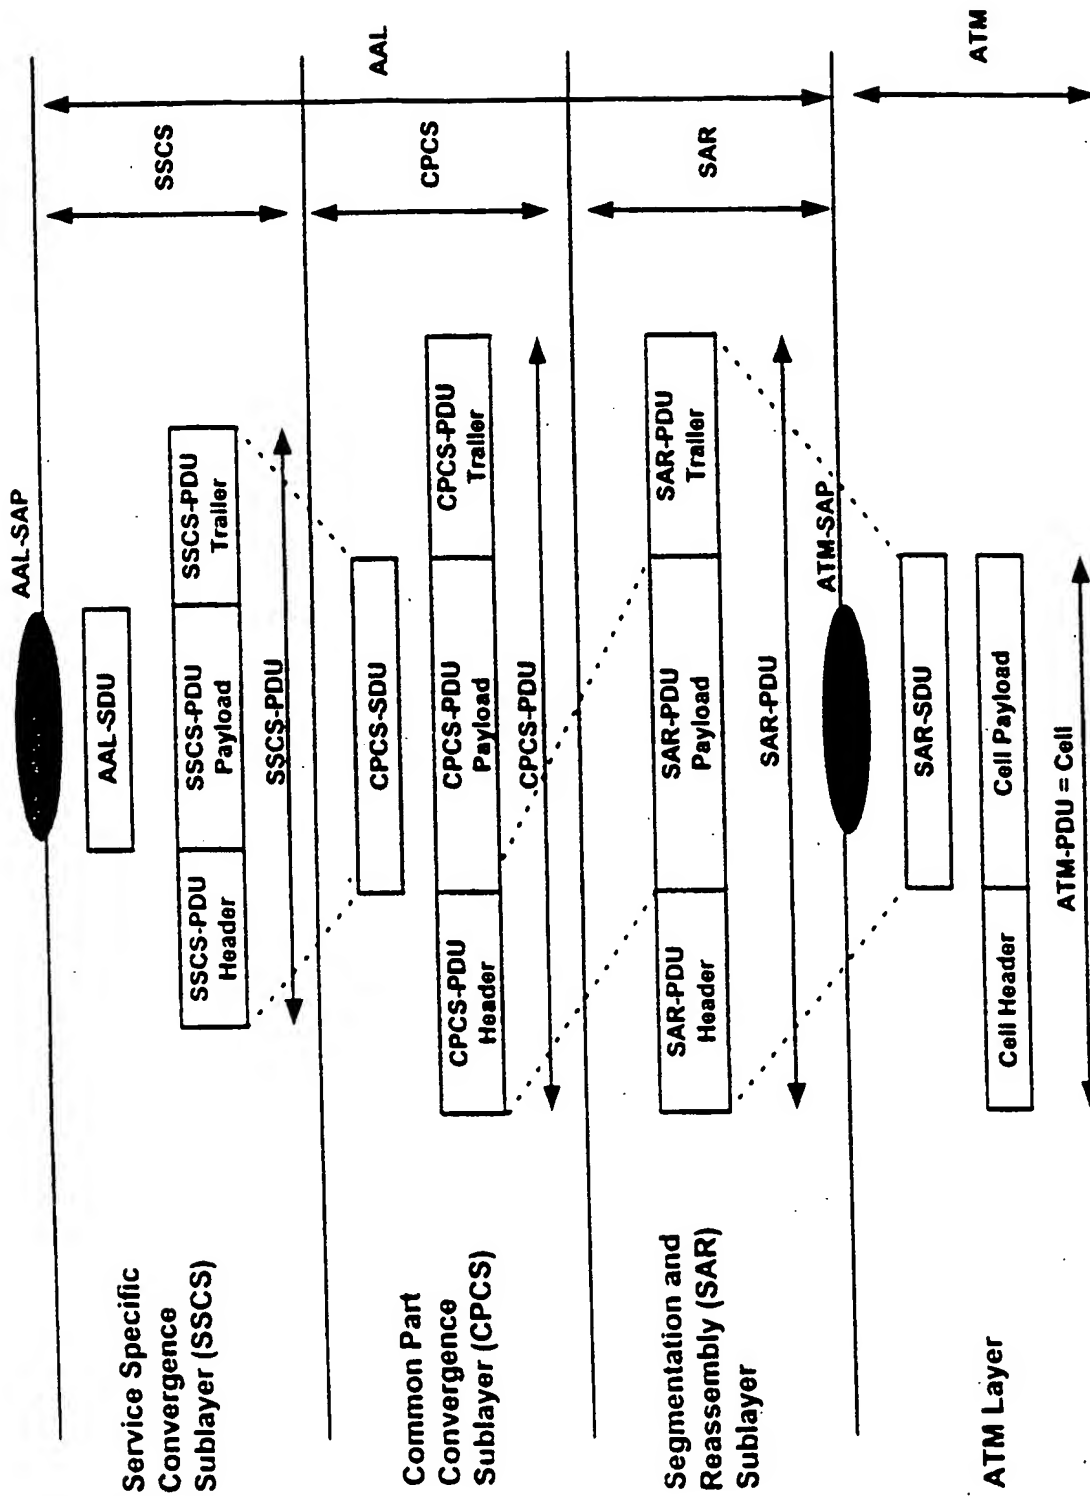 AAL-SAP
Service Specific
Convergence
Sublayer (SSCS)
AAL-SDU
SSCS-PDU
Header
SSCS-PDU
Payload
SSCS-PDU
Trailer
SSCS-PDU
SSCS
AAL
Common Part
Convergence
Sublayer (CPCS)
CPCS-SDU
CPCS-PDU
Header
CPCS-PDU
Payload
CPCS-PDU
Trailer
CPCS-PDU
CPCS
Segmentation and
Reassembly (SAR)
Sublayer
SAR-PDU
Header
SAR-PDU
Payload
SAR-PDU
Trailer
SAR-PDU
SAR
ATM-SAP
ATM Layer
SAR-SDU
Cell Header
Cell Payload
ATM-PDU = Cell
ATM